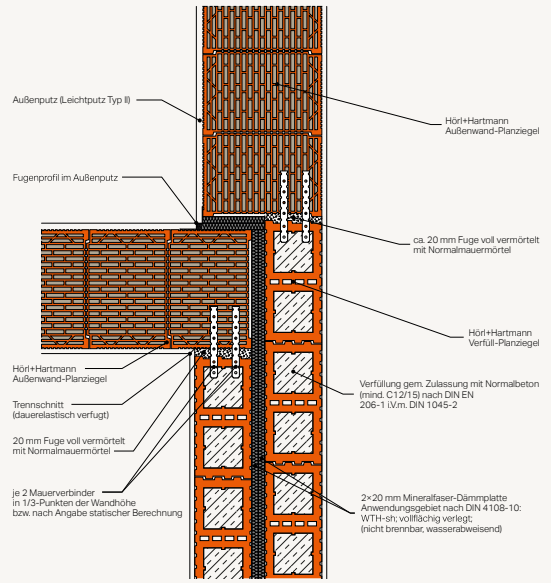 Außenputz (Leichtputz Typ II)
Hörl+Hartmann
Außenwand-Planziegel
Fugenprofil im Außenputz
ca. 20 mm Fuge voll vermörtelt
mit Normalmauermörtel
Hörl+Hartmann
Verfüll-Planziegel
Hörl+Hartmann
Außenwand-Planziegel
Trennschnitt
(dauerelastisch verfugt)
Verfüllung gem. Zulassung mit Normalbeton
(mind. C12/15) nach DIN EN
206-1 i.V.m. DIN 1045-2
20 mm Fuge voll vermörtelt
mit Normalmauermörtel
je 2 Mauerverbinder
in 1/3-Punkten der Wandhöhe
bzw. nach Angabe statischer Berechnung
2×20 mm Mineralfaser-Dämmplatte
Anwendungsgebiet nach DIN 4108-10:
WTH-sh; vollflächig verlegt;
(nicht brennbar, wasserabweisend)